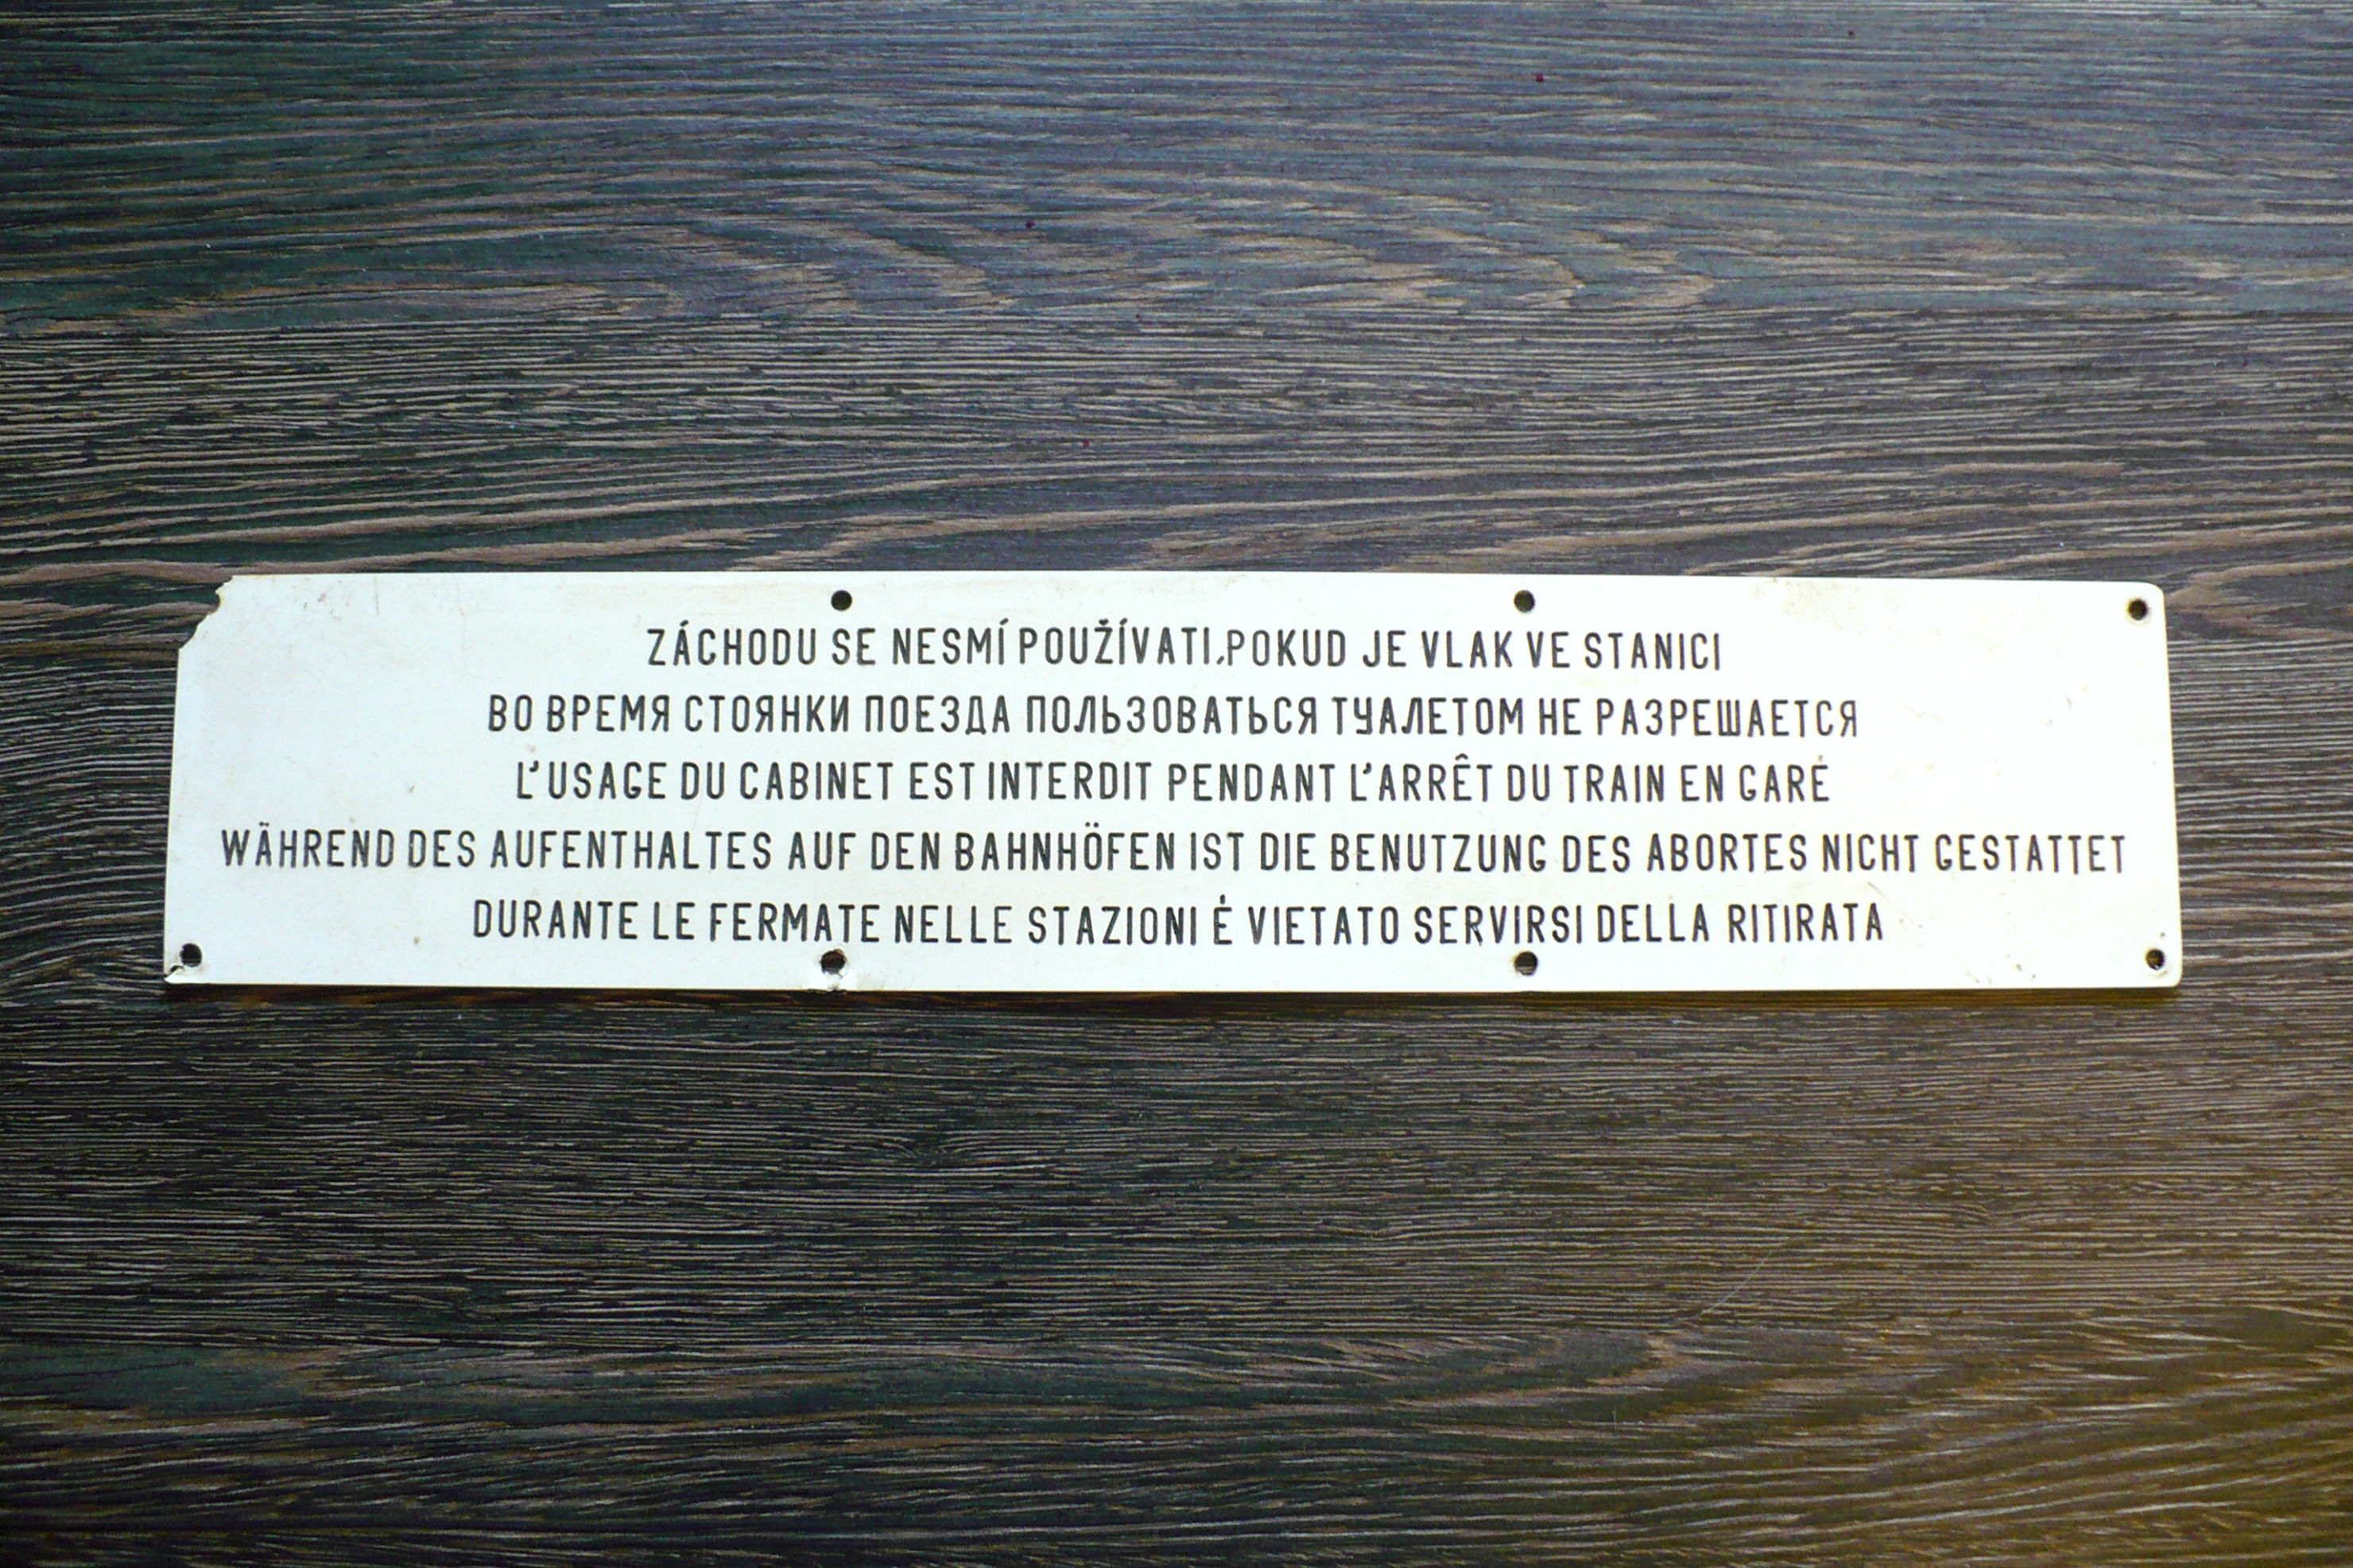 ZÁCHODU SE NESMÍ POUŽÍVATI, POKUD JE VLAK VE STANICI
ВО ВРЕМЯ СТОЯНКИ ПОЕЗДА ПОЛЬЗОВАТЬСЯ ТУАЛЕТОМ НЕ РАЗРЕШАЕТСЯ
L'USAGE DU CABINET EST INTERDIT PENDANT L'ARRÊT DU TRAIN EN GARĖ
WÄHREND DES AUFENTHALTES AUF DEN BAHNHÖFEN IST DIE BENUTZUNG DES ABORTES NICHT GESTATTET
DURANTE LE FERMATE NELLE STAZIONI Ė VIETATO SERVIRSI DELLA RITIRATA